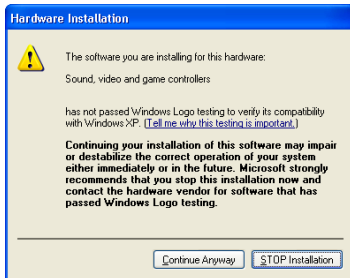 Hardware Installation
The software you are installing for this hardware:
Sound, video and game controllers
has not passed Windows Logo testing to verify its compatibility
with Windows XP. (Tell me why this testing is important.)
Continuing your installation of this software may impair
or destabilize the correct operation of your system
either immediately or in the future. Microsoft strongly
recommends that you stop this installation now and
contact the hardware vendor for software that has
passed Windows Logo testing.
Continue Anyway STOP Installation